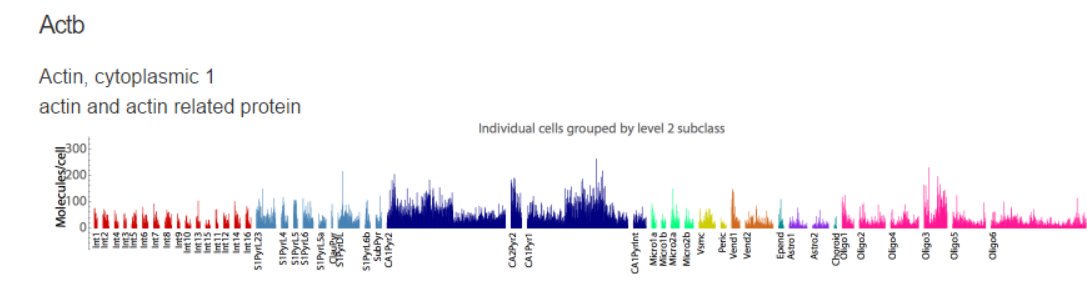 Actb
Actin, cytoplasmic 1
actin and actin related protein
Individual cells grouped by level 2 subclass
Molecules/cell
300
200
100
0
Int1
Int2
Int4
Int3
Int5
Int6
Int7
Int8
Int9
Int10
Int13
Int15
Int11
Int12
Int14
Int16
S1PyrL23
S1PyrL4
S1PyrL5
S1PyrL6
S1PyrL5a
ClauPyr
S1PyrDL
S1PyrL6b
SubPyr
CA1Pyr2
CA2Pyr2
CA1Pyr1
CA1PyrInt
Micro1a
Micro1b
Micro2a
Micro2b
Vsmc
Peric
Vend1
Vend2
Epend
Astro1
Astro2
Choroid
Oligo1
Oligo2
Oligo4
Oligo3
Oligo5
Oligo6